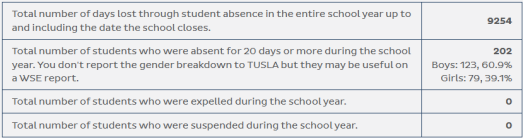 Total number of days lost through student absence in the entire school year up to
and including the date the school closes.
9254
Total number of students who were absent for 20 days or more during the school
year. You don't report the gender breakdown to TUSLA but they may be useful on
a WSE report.
202
Boys: 123, 60.9%
Girls: 79, 39.1%
Total number of students who were expelled during the school year.
0
Total number of students who were suspended during the school year.
0